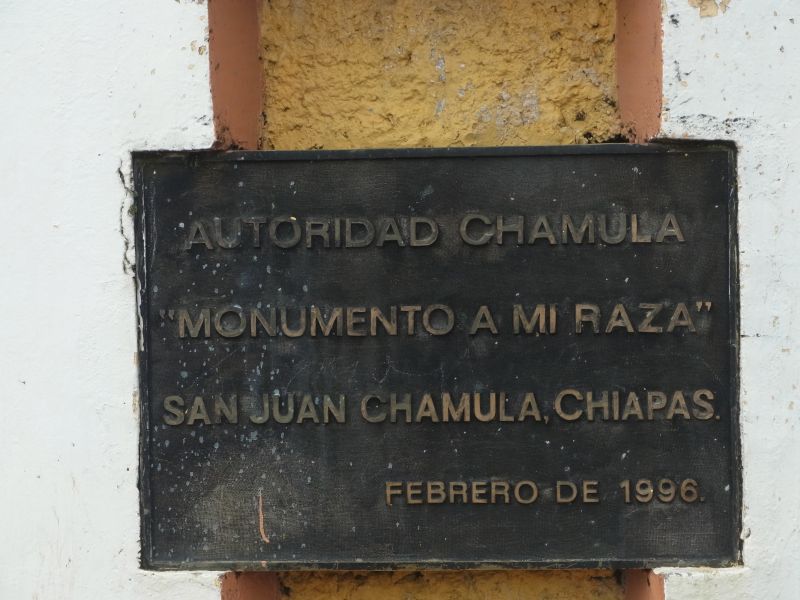 AUTORIDAD CHAMULA
"MONUMENTO A MI RAZA"
SAN JUAN CHAMULA, CHIAPAS.
FEBRERO DE 1996.